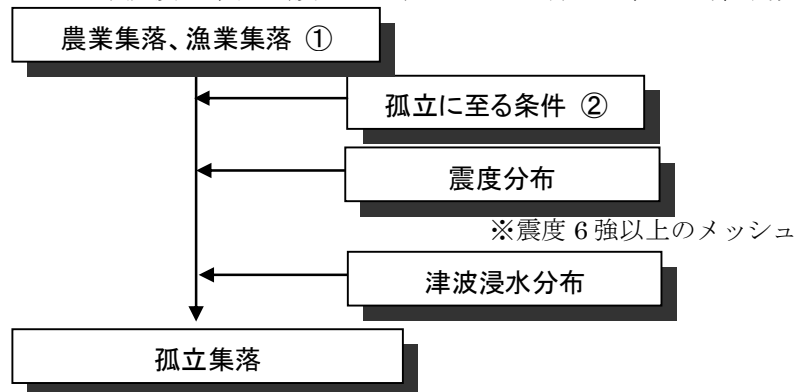 農業集落、漁業集落 ①
孤立に至る条件 ②
震度分布
※震度 6 強以上のメッシュ
津波浸水分布
孤立集落